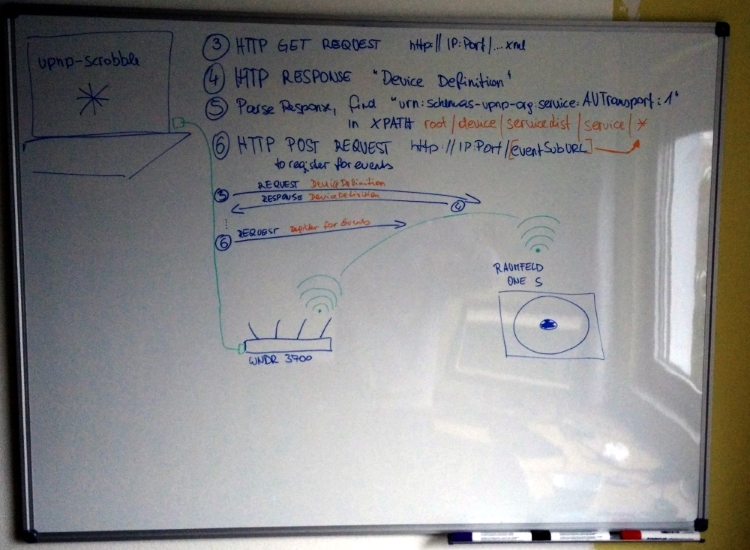 upnp-scrobble
③ HTTP GET REQUEST http://IP:Port/...xml
④ HTTP RESPONSE "Device Definition"
⑤ Parse Response, find "urn:schemas-upnp-org:service:AVTransport:1"
in XPATH root/device/servicelist/service/*
⑥ HTTP POST REQUEST http://IP:Port/[eventSubURL]
to register for events
③ REQUEST Device Definition
RESPONSE Device Definition ④
⑥ REQUEST register for events
RAUMFELD
ONE S
WNDR 3700